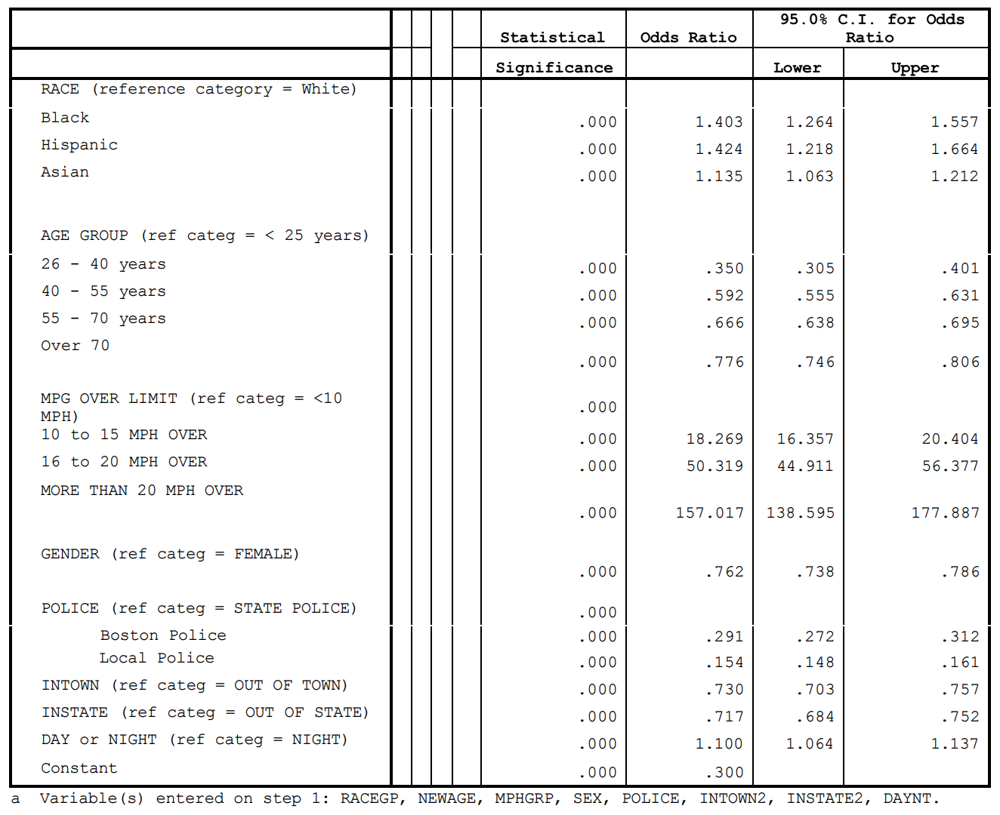 95.0% C.I. for Odds
Statistical Odds Ratio Ratio
Significance Lower Upper
RACE (reference category = White)
Black .000 1.403 1.264 1.557
Hispanic .000 1.424 1.218 1.664
Asian .000 1.135 1.063 1.212
AGE GROUP (ref categ = < 25 years)
26 - 40 years .000 .350 .305 .401
40 - 55 years .000 .592 .555 .631
55 - 70 years .000 .666 .638 .695
Over 70
.000 .776 .746 .806
MPG OVER LIMIT (ref categ = <10
MPH) .000
10 to 15 MPH OVER .000 18.269 16.357 20.404
16 to 20 MPH OVER .000 50.319 44.911 56.377
MORE THAN 20 MPH OVER
.000 157.017 138.595 177.887
GENDER (ref categ = FEMALE)
.000 .762 .738 .786
POLICE (ref categ = STATE POLICE) .000
Boston Police .000 .291 .272 .312
Local Police .000 .154 .148 .161
INTOWN (ref categ = OUT OF TOWN) .000 .730 .703 .757
INSTATE (ref categ = OUT OF STATE) .000 .717 .684 .752
DAY or NIGHT (ref categ = NIGHT) .000 1.100 1.064 1.137
Constant .000 .300
a Variable(s) entered on step 1: RACEGP, NEWAGE, MPHGRP, SEX, POLICE, INTOWN2, INSTATE2, DAYNT.